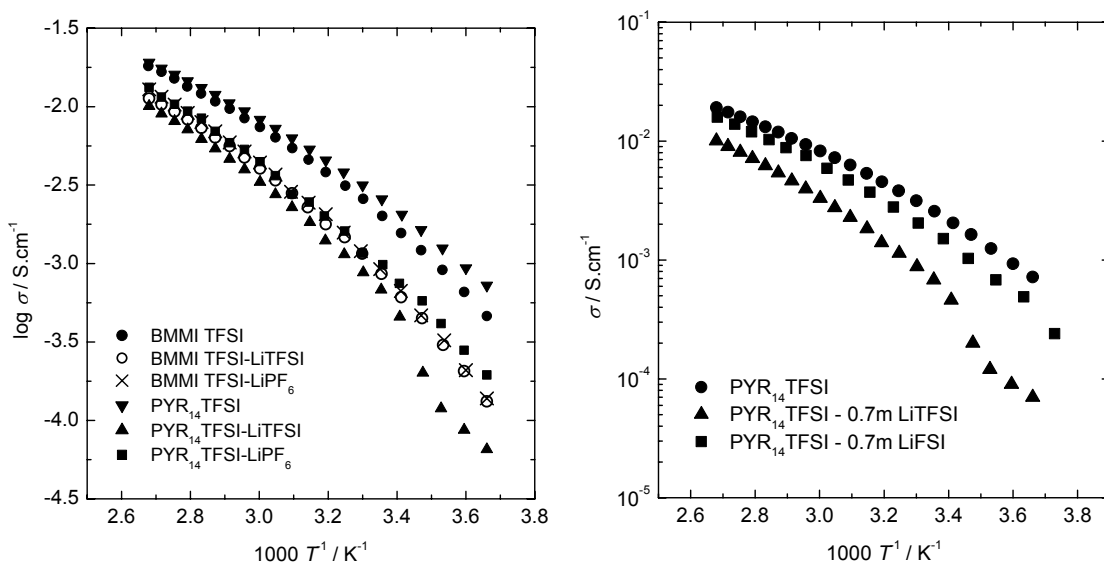 -1.5
-2.0
-2.5
-3.0
-3.5
-4.0
-4.5
log σ / S.cm⁻¹
BMMI TFSI
BMMI TFSI-LiTFSI
BMMI TFSI-LiPF₆
PYR₁₄TFSI
PYR₁₄TFSI-LiTFSI
PYR₁₄TFSI-LiPF₆
2.6 2.8 3.0 3.2 3.4 3.6 3.8
1000 T¹ / K⁻¹
10⁻¹
10⁻²
10⁻³
10⁻⁴
10⁻⁵
σ / S.cm⁻¹
PYR₁₄TFSI
PYR₁₄TFSI - 0.7m LiTFSI
PYR₁₄TFSI - 0.7m LiFSI
2.6 2.8 3.0 3.2 3.4 3.6 3.8
1000 T¹ / K⁻¹